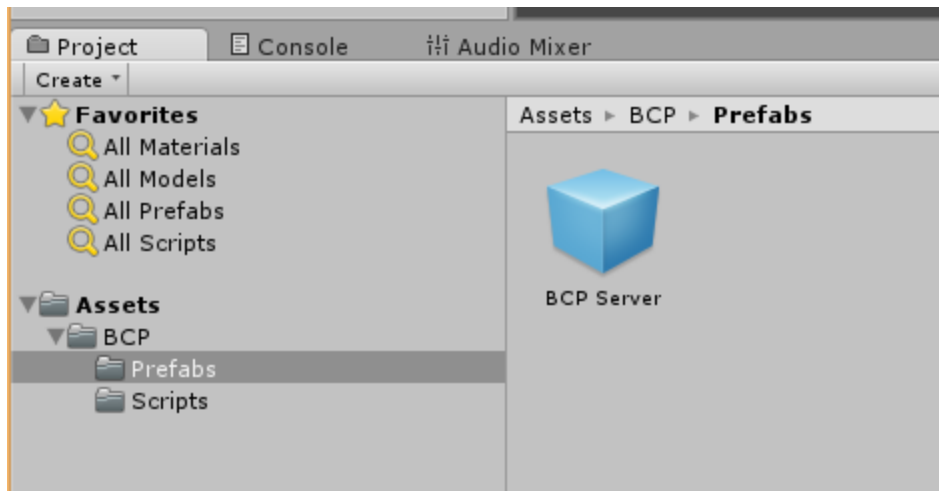 Project Console Audio Mixer
Create
Favorites
All Materials
All Models
All Prefabs
All Scripts
Assets
BCP
Prefabs
Scripts
Assets BCP Prefabs
BCP Server